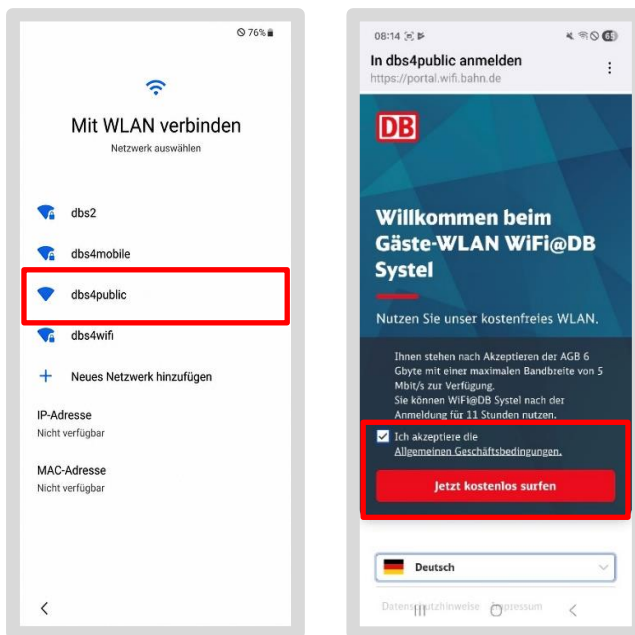 76%
Mit WLAN verbinden
Netzwerk auswählen
dbs2
dbs4mobile
dbs4public
dbs4wifi
Neues Netzwerk hinzufügen
IP-Adresse
Nicht verfügbar
MAC-Adresse
Nicht verfügbar
08:14
65
In dbs4public anmelden
https://portal.wifi.bahn.de
DB
Willkommen beim
Gäste-WLAN WiFi@DB
Systel
Nutzen Sie unser kostenfreies WLAN.
Ihnen stehen nach Akzeptieren der AGB 6
Gbyte mit einer maximalen Bandbreite von 5
Mbit/s zur Verfügung.
Sie können WiFi@DB Systel nach der
Anmeldung für 11 Stunden nutzen.
Ich akzeptiere die
Allgemeinen Geschäftsbedingungen.
Jetzt kostenlos surfen
Deutsch
Datenschutzhinweise Impressum